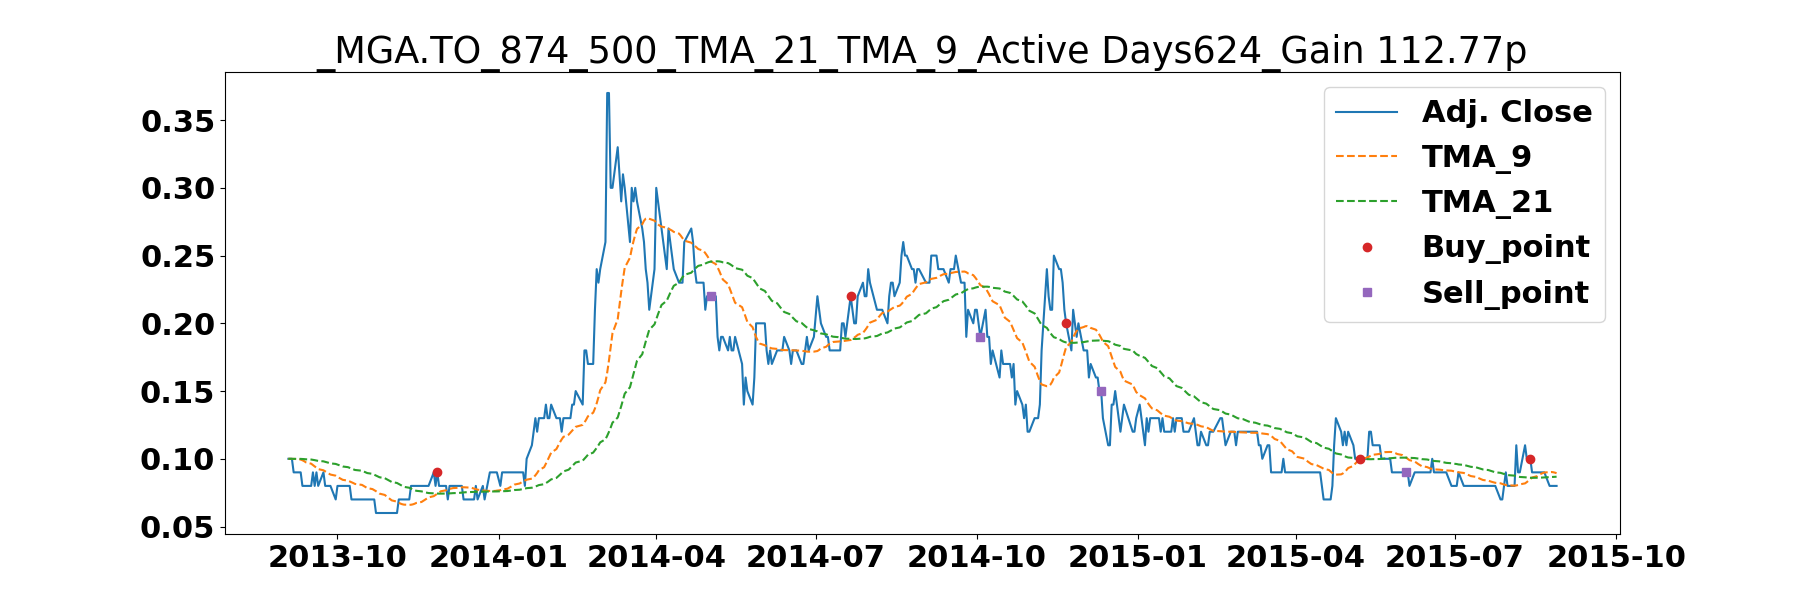 _MGA.TO_874_500_TMA_21_TMA_9_Active Days624_Gain 112.77p
Adj. Close
TMA_9
TMA_21
Buy_point
Sell_point
0.35
0.30
0.25
0.20
0.15
0.10
0.05
2013-10 2014-01 2014-04 2014-07 2014-10 2015-01 2015-04 2015-07 2015-10